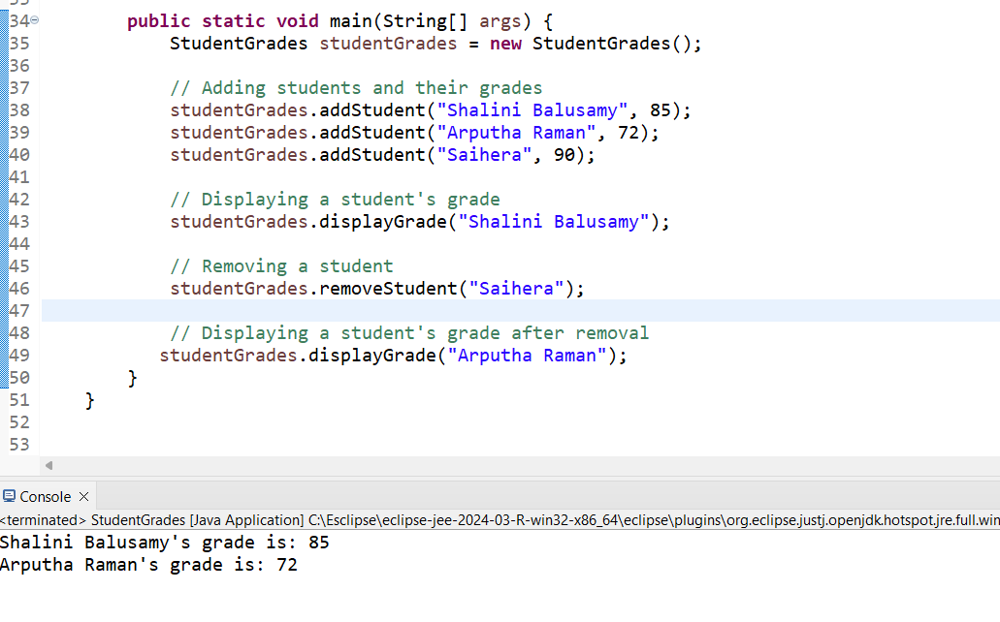 34 public static void main(String[] args) {
35 StudentGrades studentGrades = new StudentGrades();
36
37 // Adding students and their grades
38 studentGrades.addStudent("Shalini Balusamy", 85);
39 studentGrades.addStudent("Arputha Raman", 72);
40 studentGrades.addStudent("Saihera", 90);
41
42 // Displaying a student's grade
43 studentGrades.displayGrade("Shalini Balusamy");
44
45 // Removing a student
46 studentGrades.removeStudent("Saihera");
47
48 // Displaying a student's grade after removal
49 studentGrades.displayGrade("Arputha Raman");
50 }
51 }
52
53
Console
<terminated> StudentGrades [Java Application] C:\Esclipse\eclipse-jee-2024-03-R-win32-x86_64\eclipse\plugins\org.eclipse.justj.openjdk.hotspot.jre.full.win
Shalini Balusamy's grade is: 85
Arputha Raman's grade is: 72